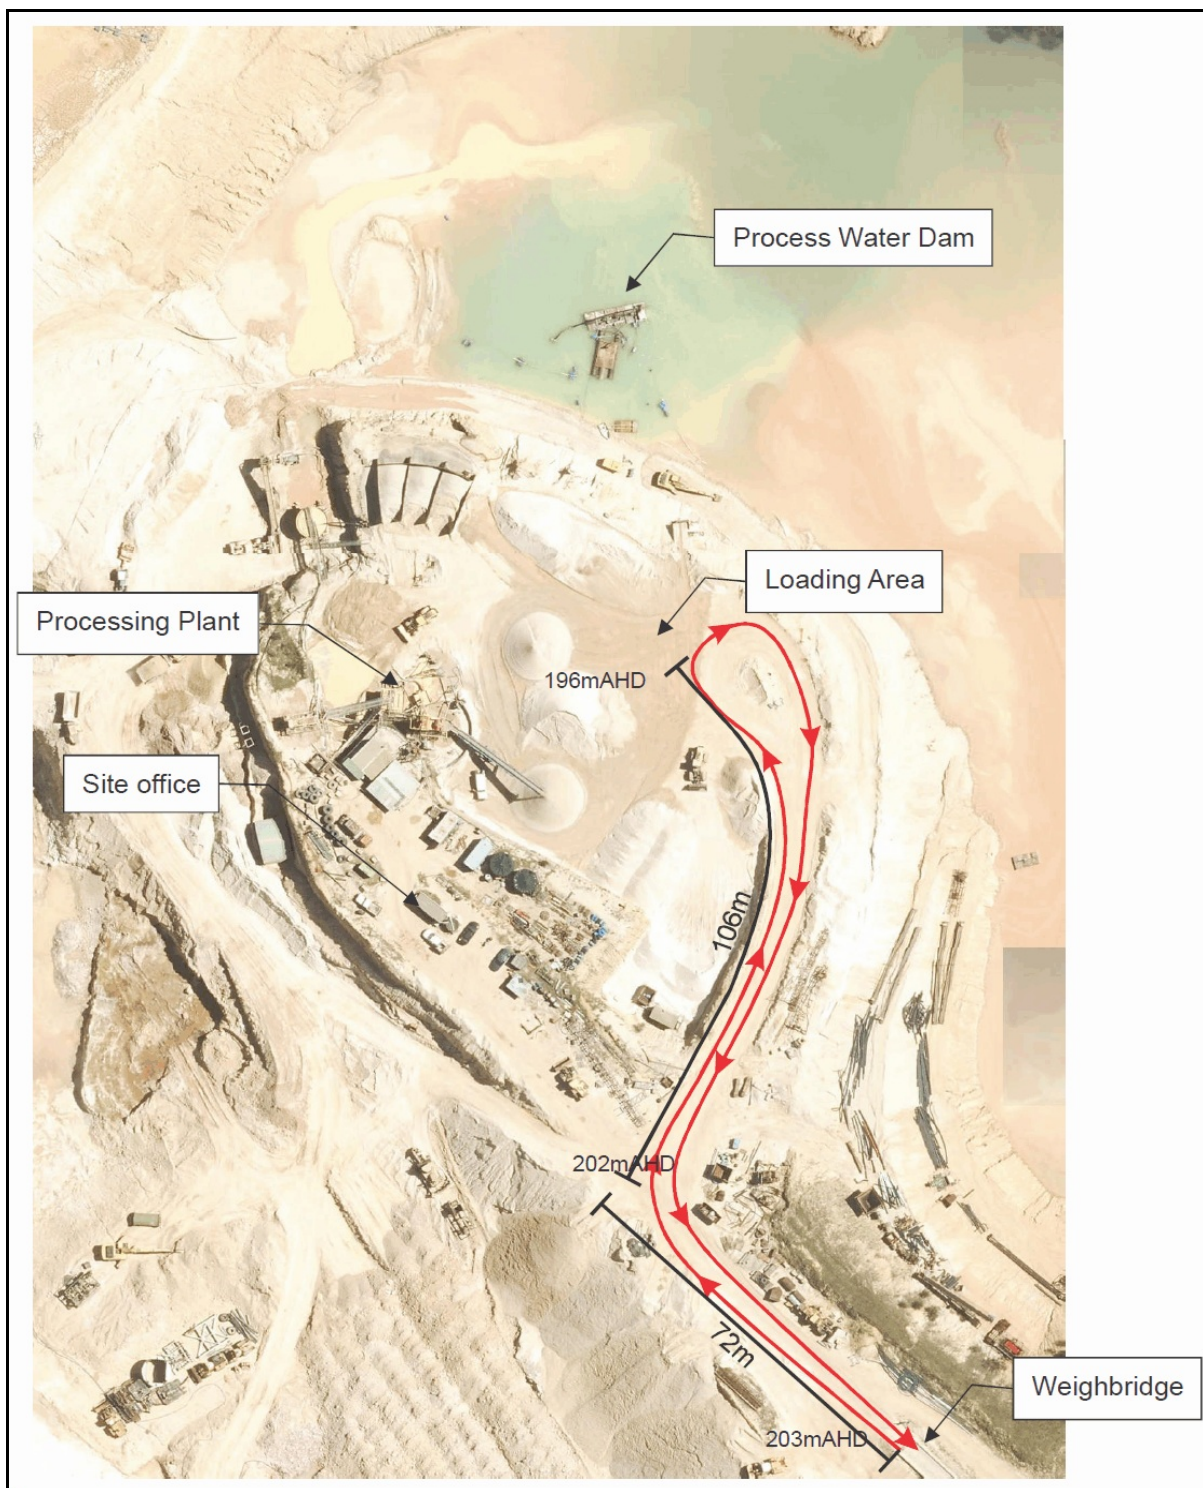 Process Water Dam
Loading Area
Processing Plant
196mAHD
Site office
106m
202mAHD
72m
Weighbridge
203mAHD